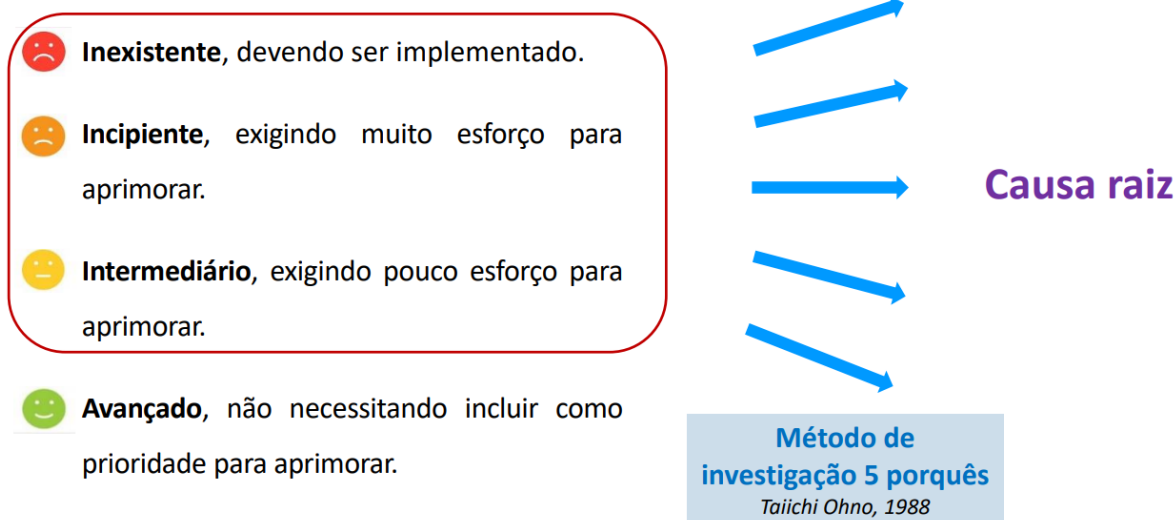 Inexistente, devendo ser implementado.
Incipiente, exigindo muito esforço para
aprimorar.
Intermediário, exigindo pouco esforço para
aprimorar.
Avançado, não necessitando incluir como
prioridade para aprimorar.
Causa raiz
Método de
investigação 5 porquês
Taiichi Ohno, 1988